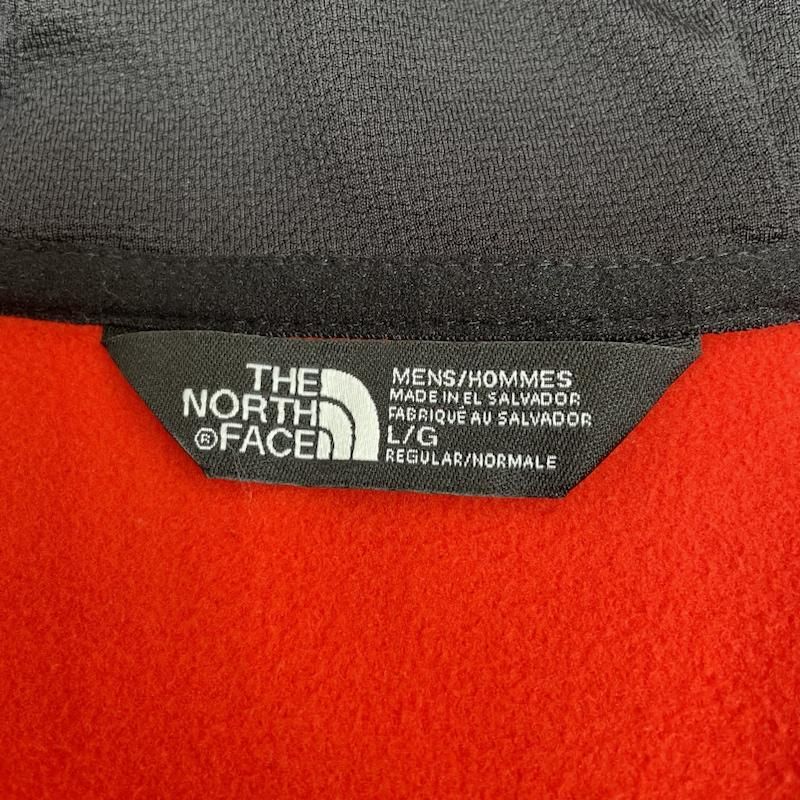 THE
NORTH
®FACE
MENS/HOMMES
MADE IN EL SALVADOR
FABRIQUÉ AU SALVADOR
L/G
REGULAR/NORMALE